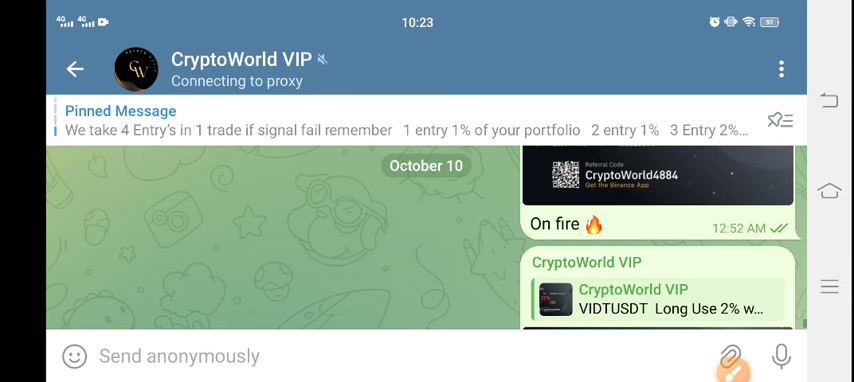 4G 4G 10:23 97
CryptoWorld VIP
Connecting to proxy
Pinned Message
We take 4 Entry's in 1 trade if signal fail remember 1 entry 1% of your portfolio 2 entry 1% 3 Entry 2%...
October 10
Referral Code
CryptoWorld4884
Get the Binance App
On fire 🔥 12:52 AM
CryptoWorld VIP
CryptoWorld VIP
VIDTUSDT Long Use 2% w...
Send anonymously